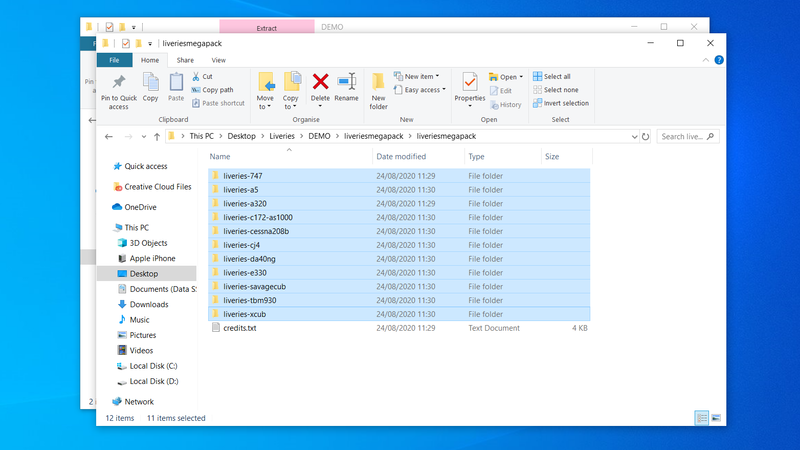 Extract
DEMO
liveriesmegapack
File
Home
Share
View
Pin to Quick access
Copy
Paste
Cut
Copy path
Paste shortcut
Clipboard
Move to
Copy to
Delete
Rename
Organise
New folder
New item
Easy access
New
Properties
Open
Edit
History
Open
Select all
Select none
Invert selection
Select
This PC > Desktop > Liveries > DEMO > liveriesmegapack > liveriesmegapack
Search live...
Name Date modified Type Size
Quick access
Creative Cloud Files
OneDrive
This PC
3D Objects
Apple iPhone
Desktop
Documents (Data S:
Downloads
Music
Pictures
Videos
Local Disk (C:)
Local Disk (D:)
Network
liveries-747 24/08/2020 11:29 File folder
liveries-a5 24/08/2020 11:30 File folder
liveries-a320 24/08/2020 11:29 File folder
liveries-c172-as1000 24/08/2020 11:30 File folder
liveries-cessna208b 24/08/2020 11:30 File folder
liveries-cj4 24/08/2020 11:30 File folder
liveries-da40ng 24/08/2020 11:30 File folder
liveries-e330 24/08/2020 11:30 File folder
liveries-savagecub 24/08/2020 11:30 File folder
liveries-tbm930 24/08/2020 11:30 File folder
liveries-xcub 24/08/2020 11:30 File folder
credits.txt 24/08/2020 11:29 Text Document 4 KB
12 items 11 items selected